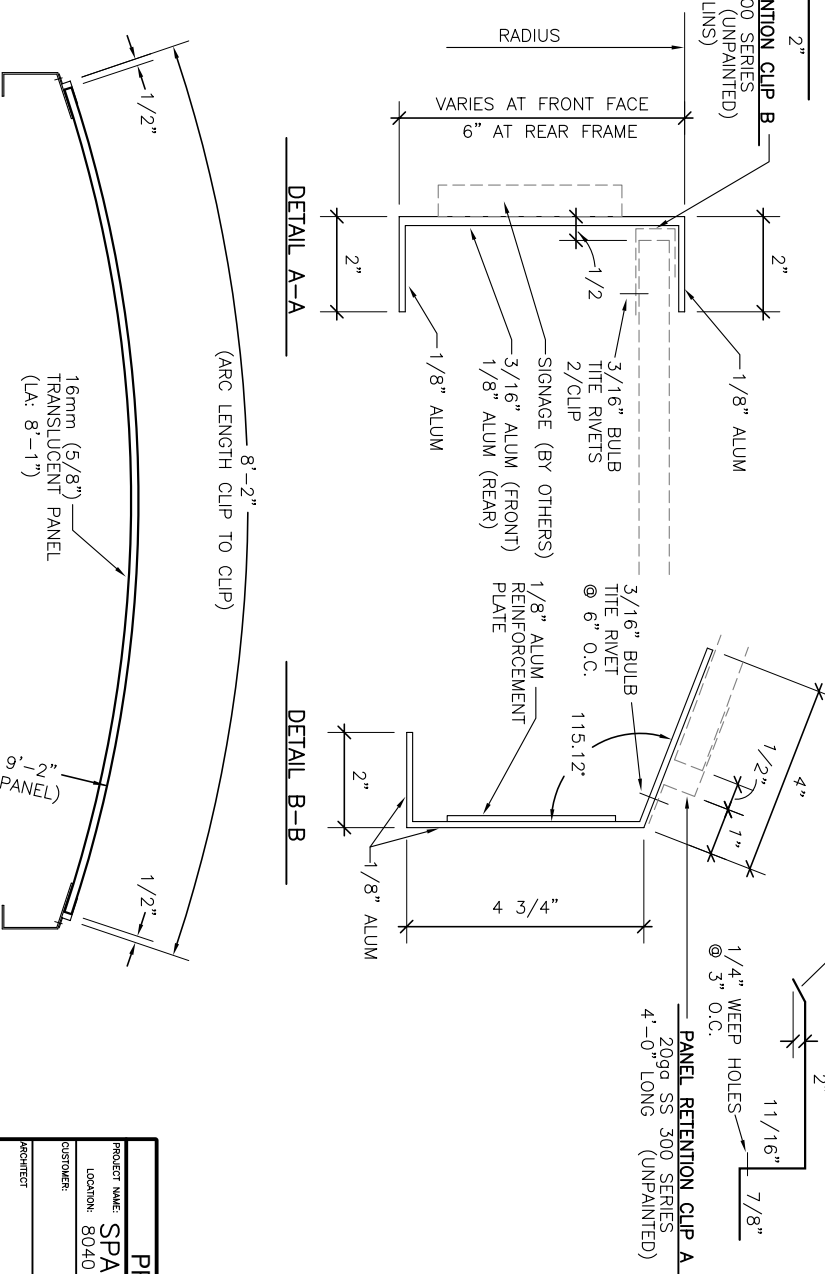 2"
NTION CLIP B
00 SERIES
(UNPAINTED)
LINS)
RADIUS
VARIES AT FRONT FACE
6" AT REAR FRAME
2"
2"
1/2
1/8" ALUM
1/8" ALUM
3/16" BULB
TITE RIVETS
2/CLIP
SIGNAGE (BY OTHERS)
3/16" ALUM (FRONT)
1/8" ALUM (REAR)
DETAIL A-A
4"
1/2"
1"
3/16" BULB
TITE RIVET
@ 6" O.C.
115.12°
1/8" ALUM
REINFORCEMENT
PLATE
2"
4 3/4"
1/8" ALUM
DETAIL B-B
2"
11/16"
7/8"
1/4" WEEP HOLES
@ 3" O.C.
PANEL RETENTION CLIP A
20ga SS 300 SERIES
4'-0" LONG (UNPAINTED)
1/2"
8'-2"
(ARC LENGTH CLIP TO CLIP)
16mm (5/8")
TRANSLUCENT PANEL
(LA: 8'-1")
9'-2"
PANEL)
1/2"
PROJECT NAME: SPA
LOCATION: 8040
CUSTOMER:
ARCHITECT